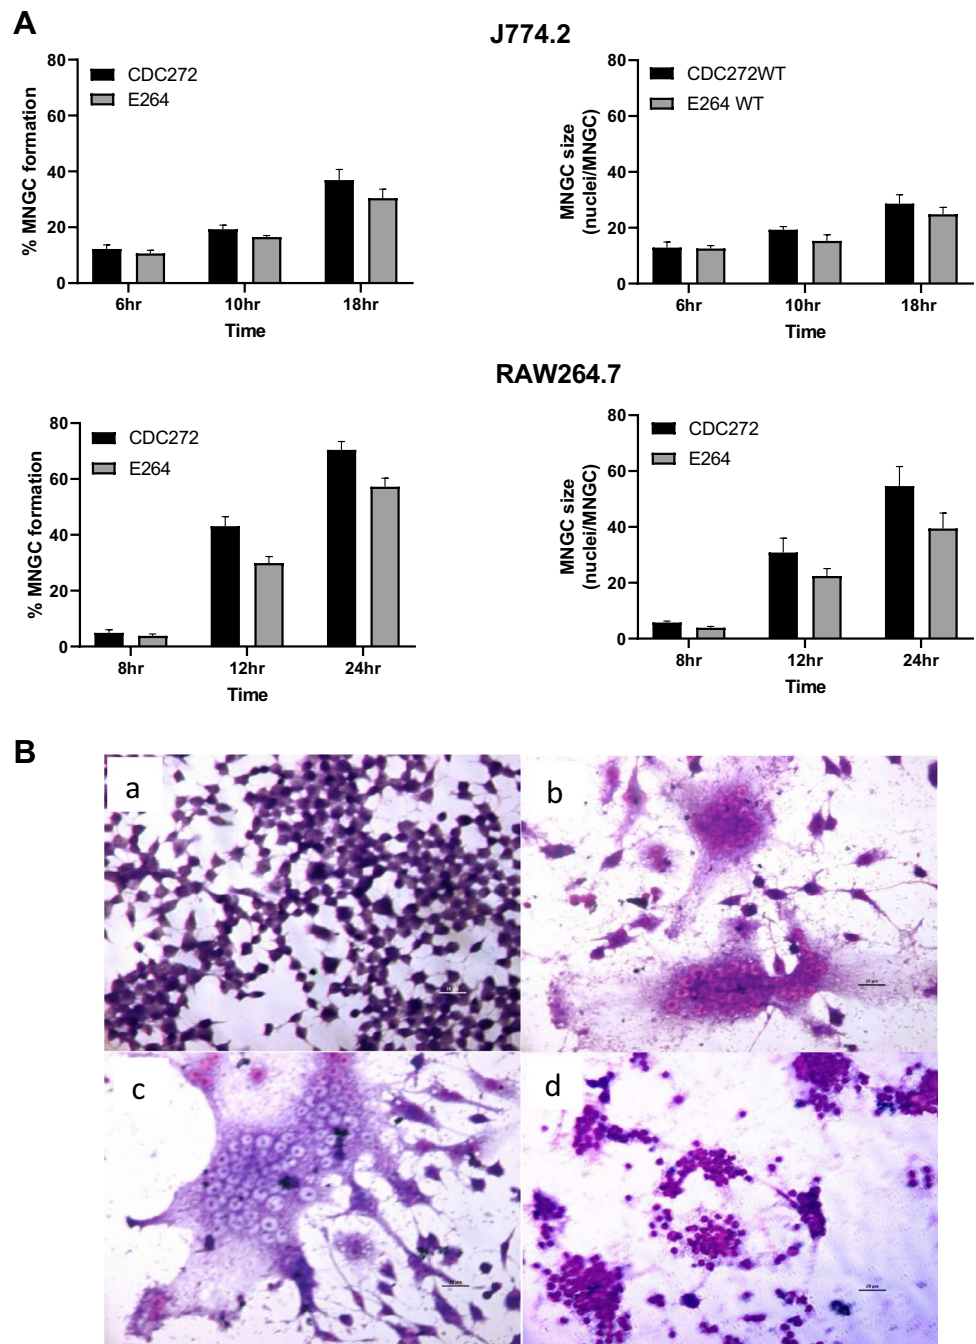 A
J774.2
80
60
40
20
0
% MNGC formation
CDC272
E264
6hr
10hr
18hr
Time
80
60
40
20
0
MNGC size
(nuclei/MNGC)
CDC272WT
E264 WT
6hr
10hr
18hr
Time
RAW264.7
80
60
40
20
0
% MNGC formation
CDC272
E264
8hr
12hr
24hr
Time
80
60
40
20
0
MNGC size
(nuclei/MNGC)
CDC272
E264
8hr
12hr
24hr
Time
B
a
b
c
d